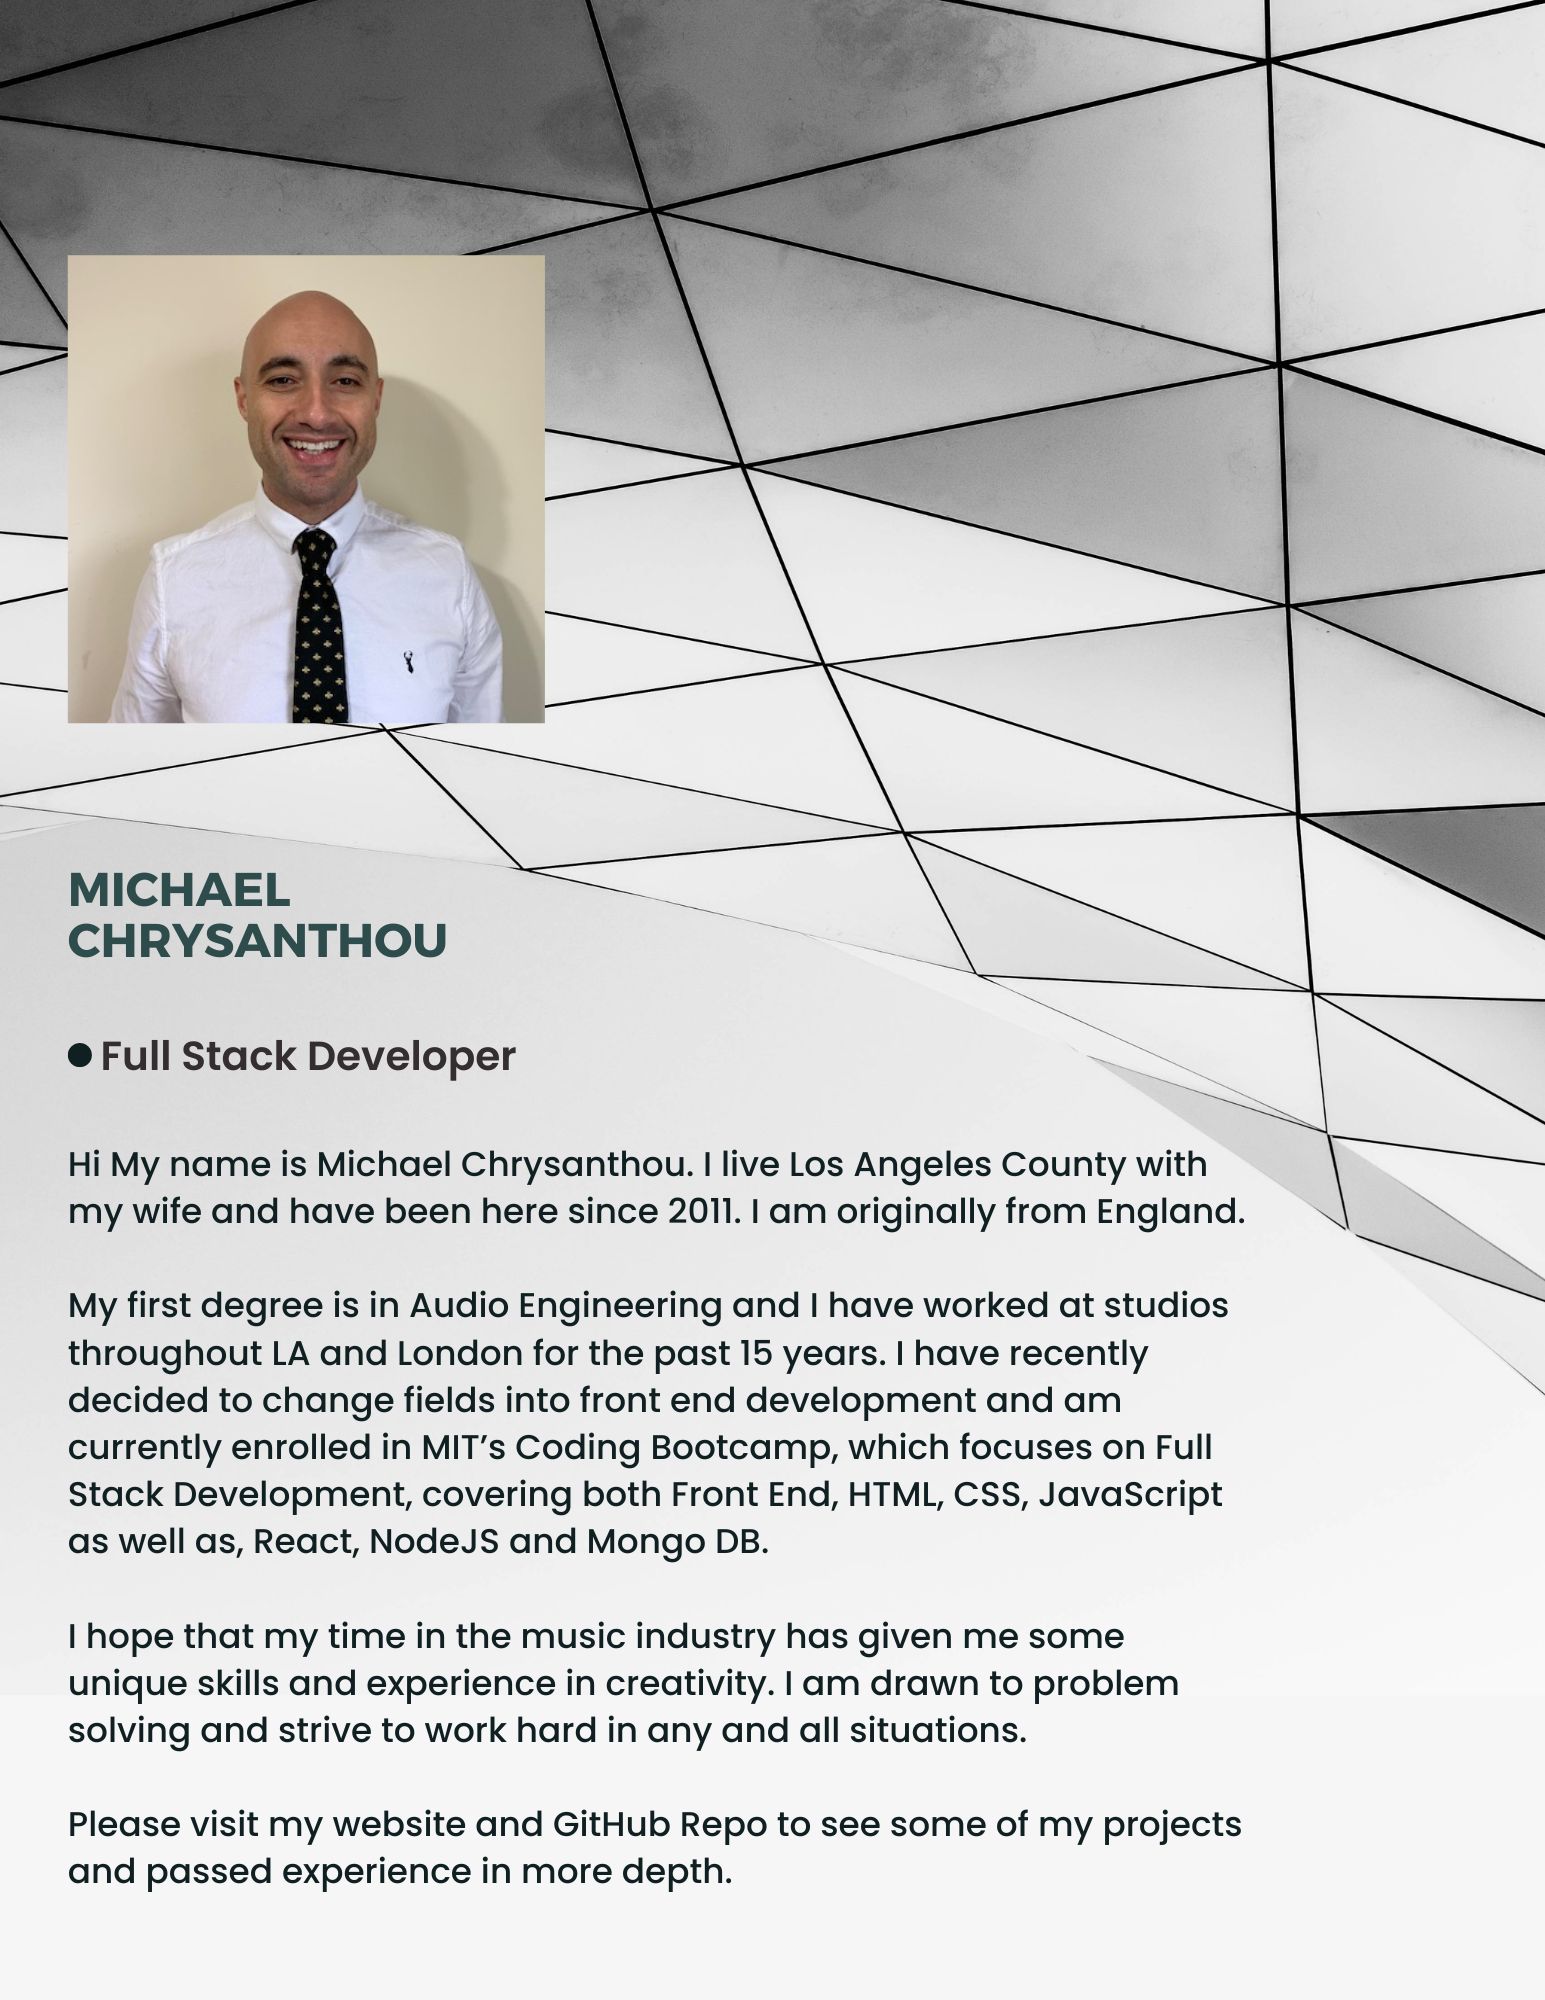 MICHAEL
CHRYSANTHOU
Full Stack Developer
Hi My name is Michael Chrysanthou. I live Los Angeles County with
my wife and have been here since 2011. I am originally from England.
My first degree is in Audio Engineering and I have worked at studios
throughout LA and London for the past 15 years. I have recently
decided to change fields into front end development and am
currently enrolled in MIT’s Coding Bootcamp, which focuses on Full
Stack Development, covering both Front End, HTML, CSS, JavaScript
as well as, React, NodeJS and Mongo DB.
I hope that my time in the music industry has given me some
unique skills and experience in creativity. I am drawn to problem
solving and strive to work hard in any and all situations.
Please visit my website and GitHub Repo to see some of my projects
and passed experience in more depth.